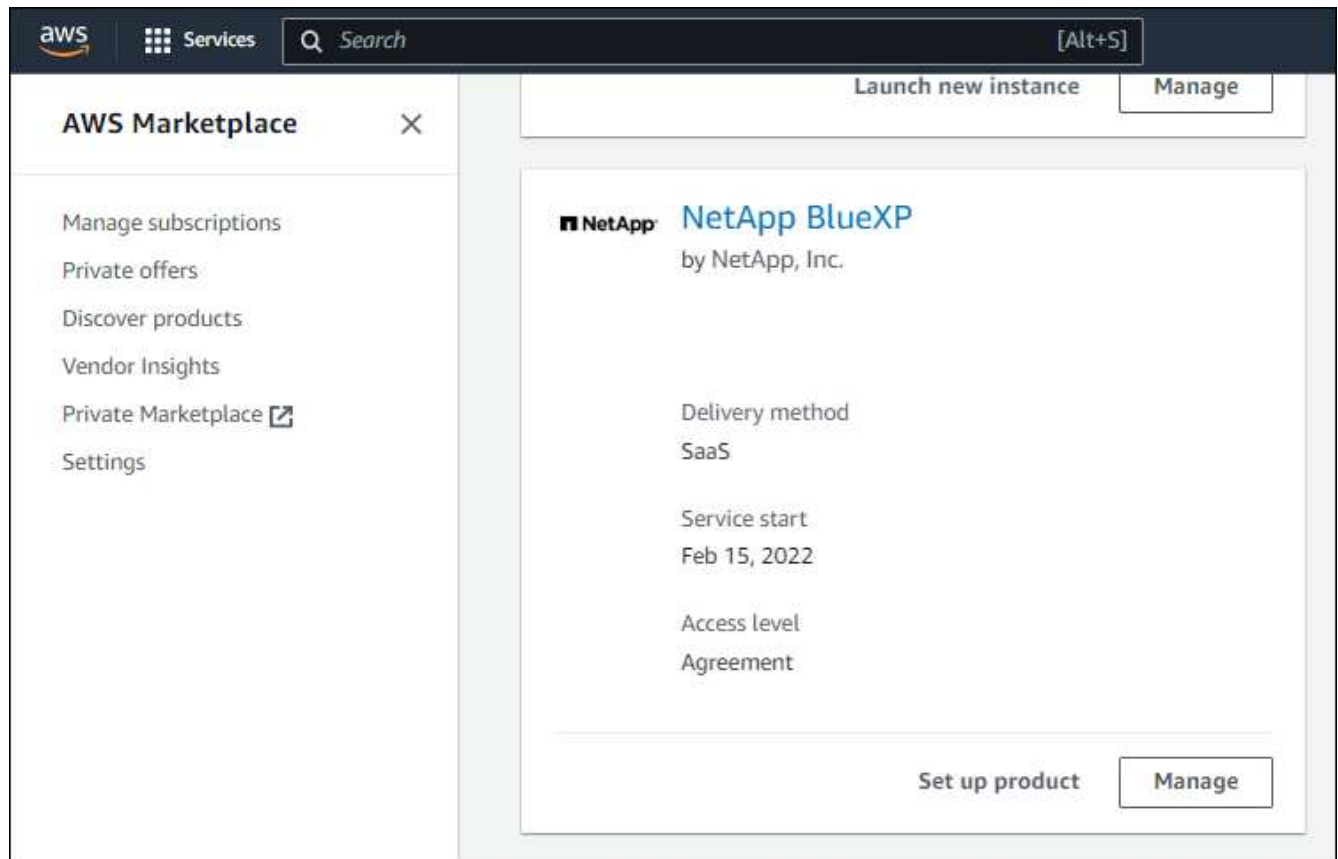 aws
Services
Search
[Alt+S]
AWS Marketplace
Manage subscriptions
Private offers
Discover products
Vendor Insights
Private Marketplace
Settings
Launch new instance
Manage
NetApp
NetApp BlueXP
by NetApp, Inc.
Delivery method
SaaS
Service start
Feb 15, 2022
Access level
Agreement
Set up product
Manage